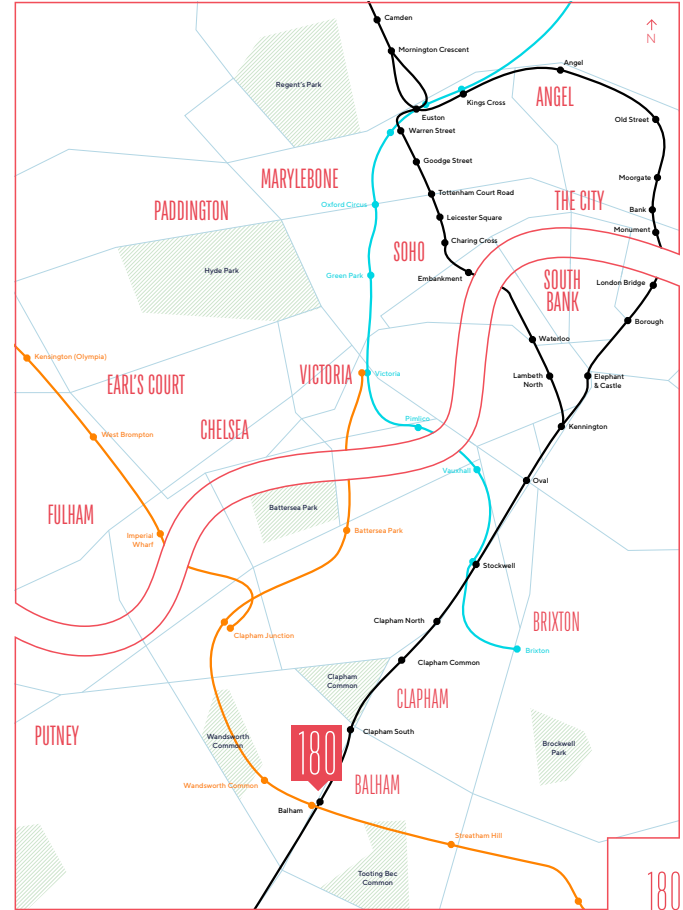 Camden
N
Mornington Crescent
Angel
Regent's Park
ANGEL
Kings Cross
Euston
Old Street
Warren Street
Goodge Street
MARYLEBONE
Moorgate
Tottenham Court Road
THE CITY
Oxford Circus
PADDINGTON
Bank
Leicester Square
Monument
Charing Cross
SOHO
Hyde Park
Green Park
Embankment
SOUTH
BANK
London Bridge
Borough
Waterloo
Kensington (Olympia)
VICTORIA
Victoria
Lambeth
North
Elephant
& Castle
EARL'S COURT
Pimlico
CHELSEA
Kennington
West Brompton
Vauxhall
Oval
Battersea Park
FULHAM
Battersea Park
Imperial
Wharf
Stockwell
Clapham North
BRIXTON
Clapham Junction
Brixton
Clapham Common
Clapham
Common
CLAPHAM
Clapham South
PUTNEY
Wandsworth
Common
Brockwell
Park
180
BALHAM
Wandsworth Common
Balham
Streatham Hill
Tooting Bec
Common
180